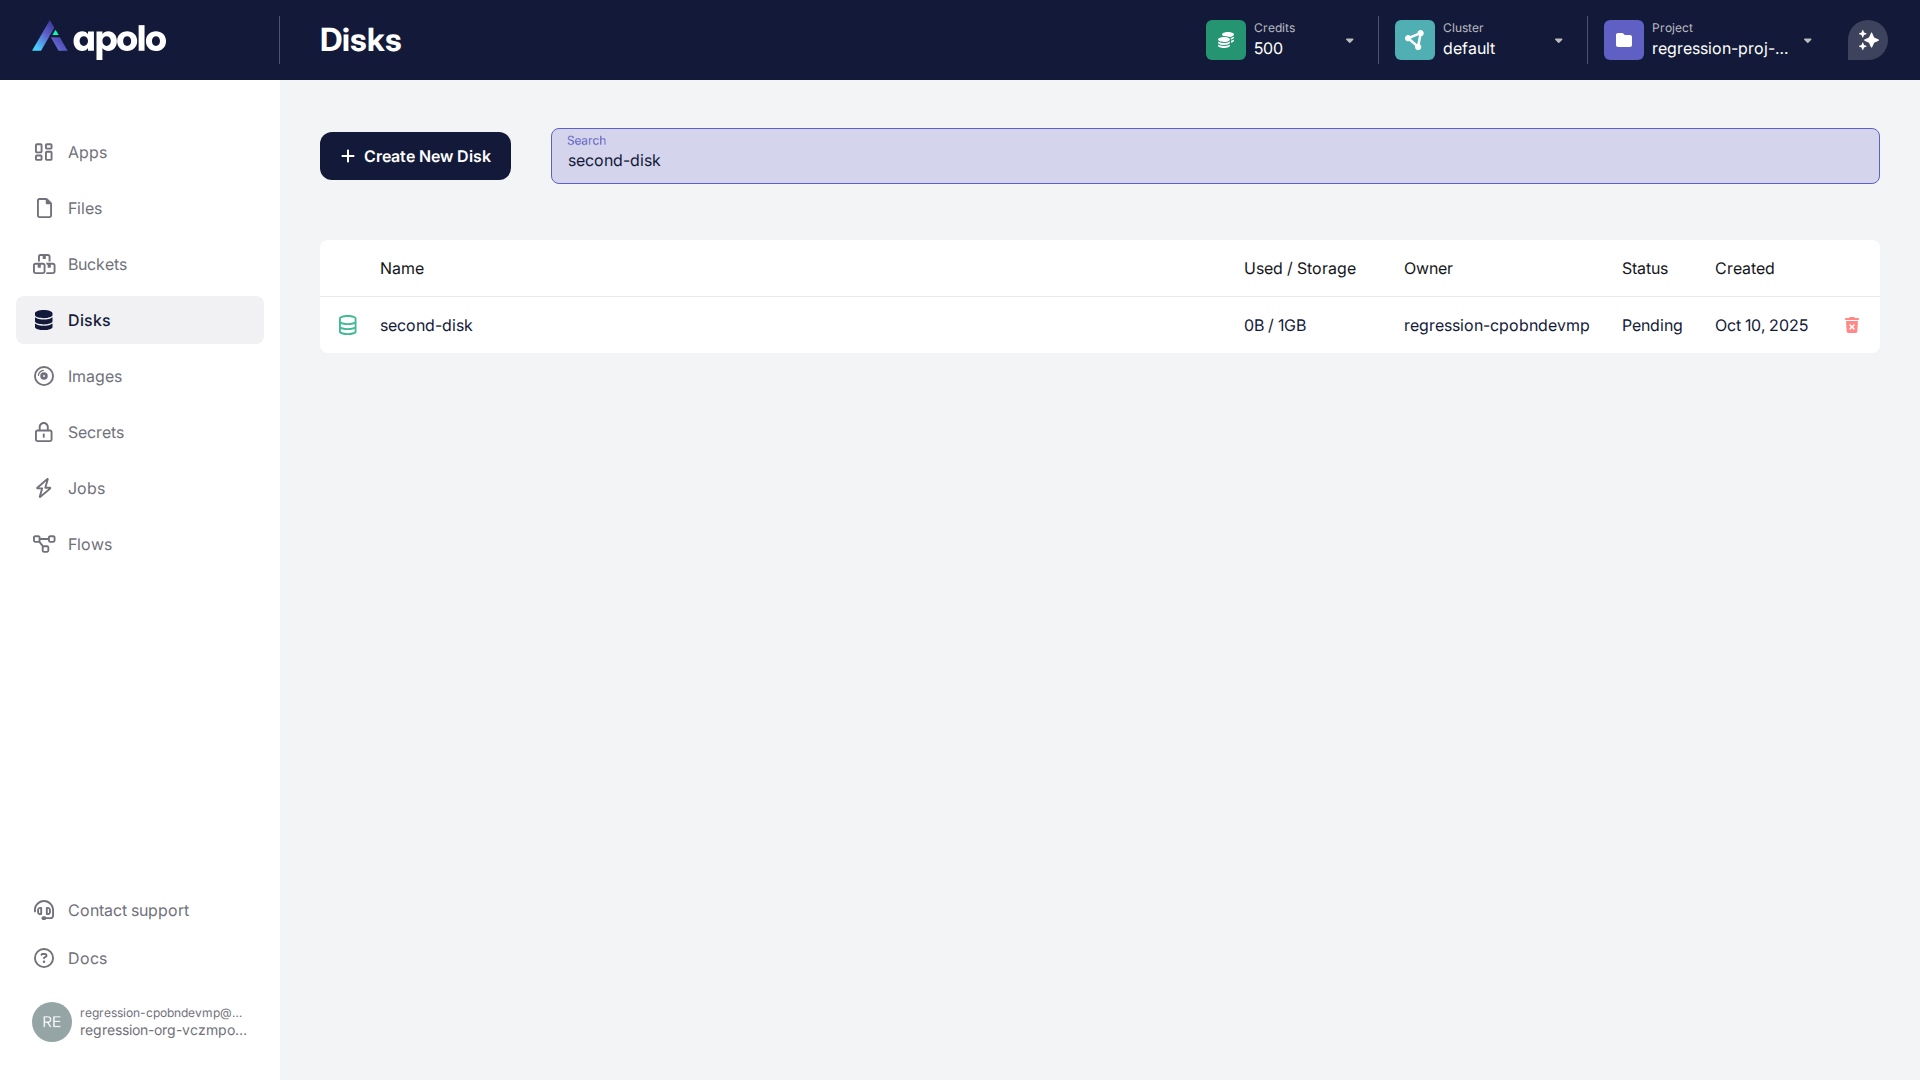 apolo
Disks
Credits
500
Cluster
default
Project
regression-proj-...
Apps
Files
Buckets
Disks
Images
Secrets
Jobs
Flows
Contact support
Docs
RE
regression-cpobndevmp@...
regression-org-vczmpo...
Create New Disk
Search
second-disk
Name Used / Storage Owner Status Created
second-disk 0B / 1GB regression-cpobndevmp Pending Oct 10, 2025